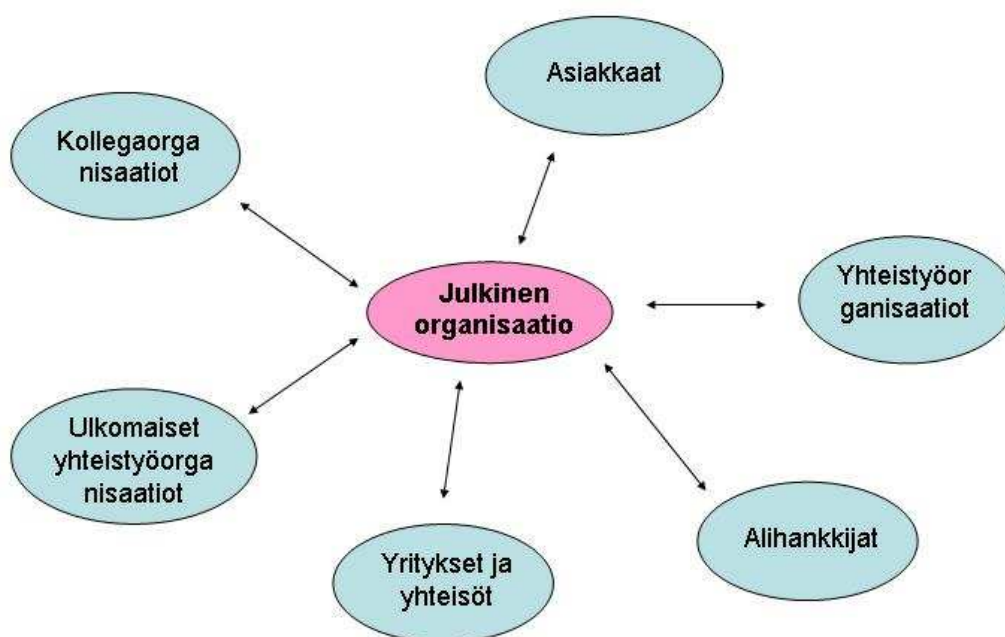 Asiakkaat
Kollegaorga
nisaatiot
Julkinen
organisaatio
Yhteistyöor
ganisaatiot
Ulkomaiset
yhteistyöorga
nisaatiot
Yritykset ja
yhteisöt
Alihankkijat